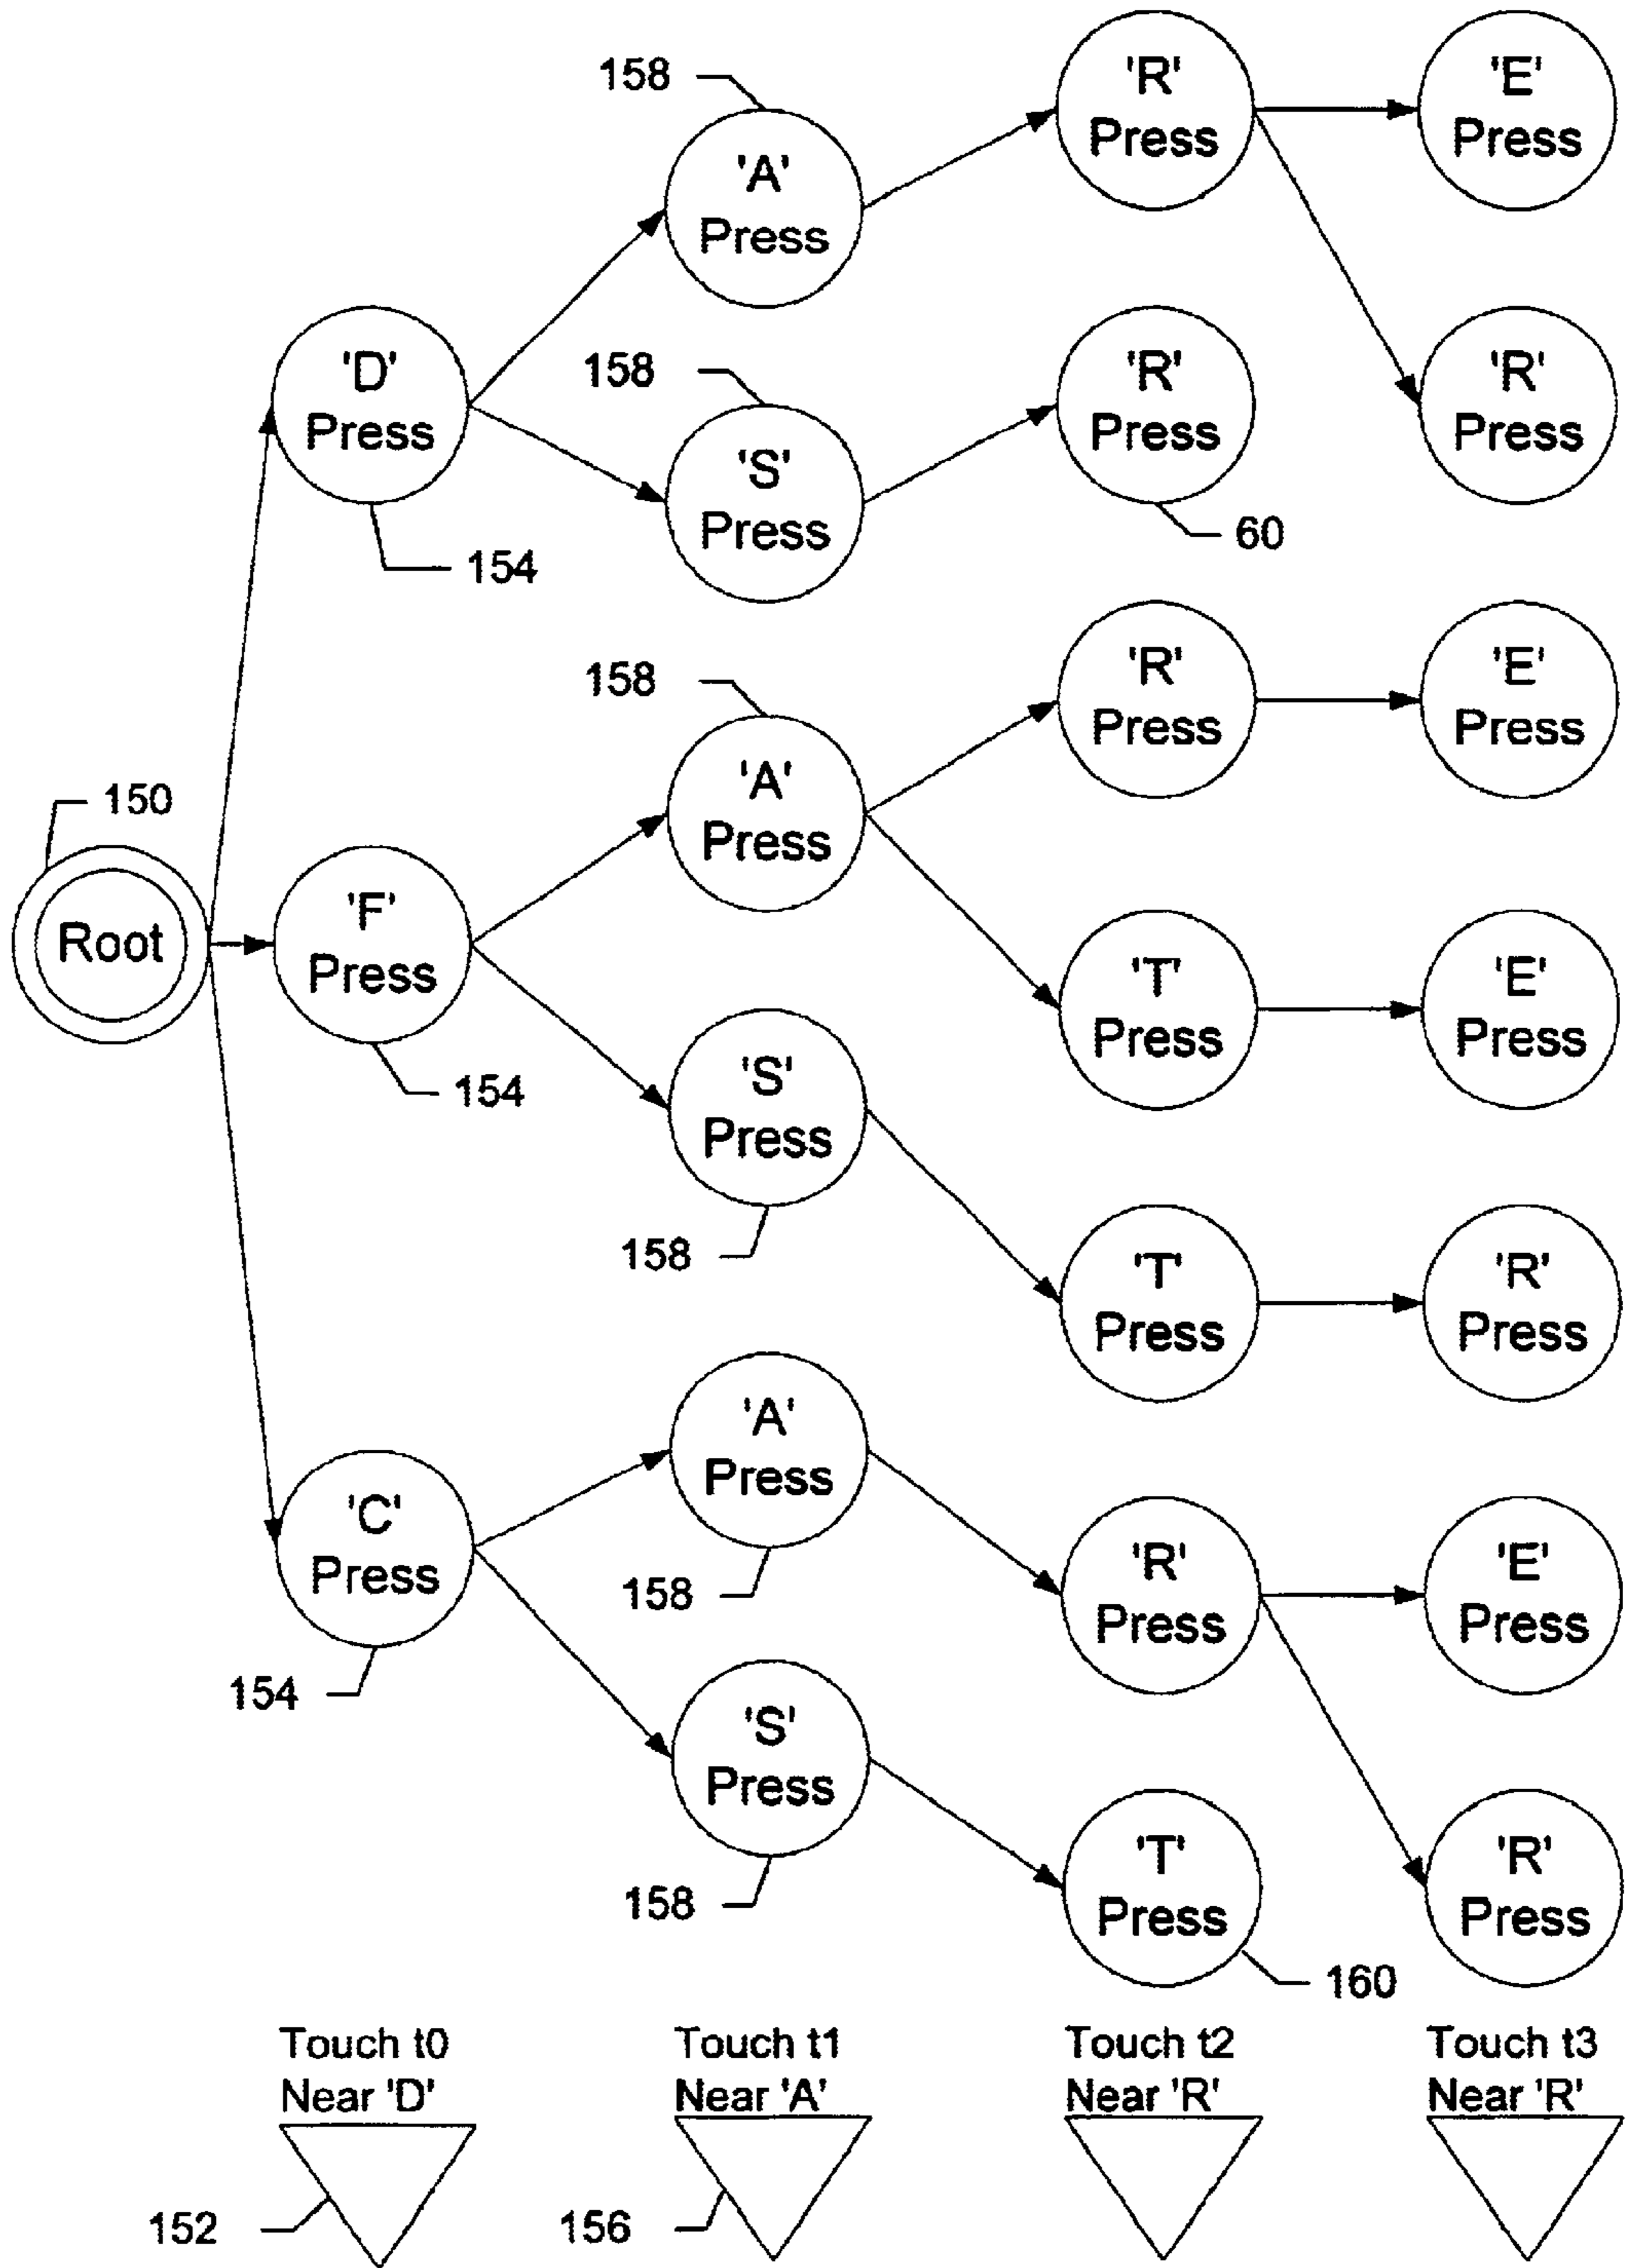 158
'R'
Press
'E'
Press
'A'
Press
'D'
Press
158
'R'
Press
'R'
Press
'S'
Press
60
154
158
'R'
Press
'E'
Press
150
'A'
Press
Root
'F'
Press
'T'
Press
'E'
Press
154
'S'
Press
158
'T'
Press
'R'
Press
'A'
Press
'C'
Press
158
'R'
Press
'E'
Press
154
'S'
Press
158
'T'
Press
'R'
Press
160
Touch t0
Near 'D'
Touch t1
Near 'A'
Touch t2
Near 'R'
Touch t3
Near 'R'
152
156